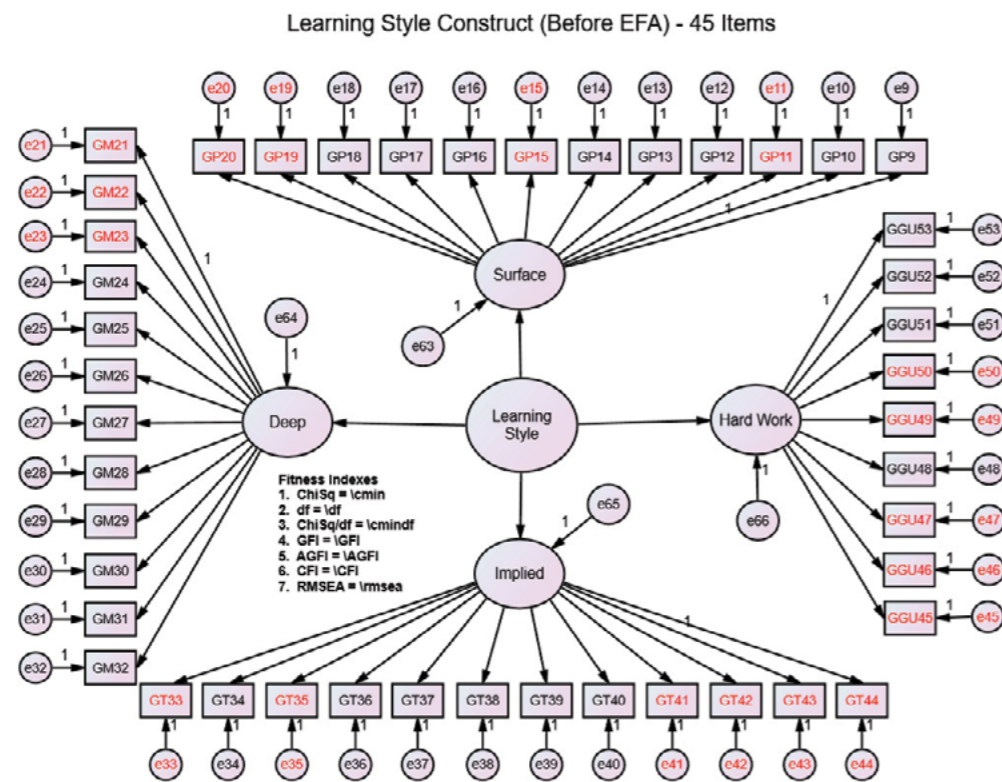 Learning Style Construct (Before EFA) - 45 Items
e20 e19 e18 e17 e16 e15 e14 e13 e12 e11 e10 e9
1 1 1 1 1 1 1 1 1 1 1 1
GP20 GP19 GP18 GP17 GP16 GP15 GP14 GP13 GP12 GP11 GP10 GP9
1
e21 1 GM21
e22 1 GM22
e23 1 GM23
e24 1 GM24
e25 1 GM25
e26 1 GM26
e27 1 GM27
e28 1 GM28
e29 1 GM29
e30 1 GM30
e31 1 GM31
e32 1 GM32
1
e64
1
Deep
Surface
1
e63
Learning
Style
1
GGU53 1 e53
GGU52 1 e52
GGU51 1 e51
GGU50 1 e50
GGU49 1 e49
GGU48 1 e48
GGU47 1 e47
GGU46 1 e46
GGU45 1 e45
Hard Work
1
e66
Fitness Indexes
1. ChiSq = \cmin
2. df = \df
3. ChiSq/df = \cmindf
4. GFI = \GFI
5. AGFI = \AGFI
6. CFI = \CFI
7. RMSEA = \rmsea
e65
1
Implied
1
GT33 GT34 GT35 GT36 GT37 GT38 GT39 GT40 GT41 GT42 GT43 GT44
1 1 1 1 1 1 1 1 1 1 1 1
e33 e34 e35 e36 e37 e38 e39 e40 e41 e42 e43 e44